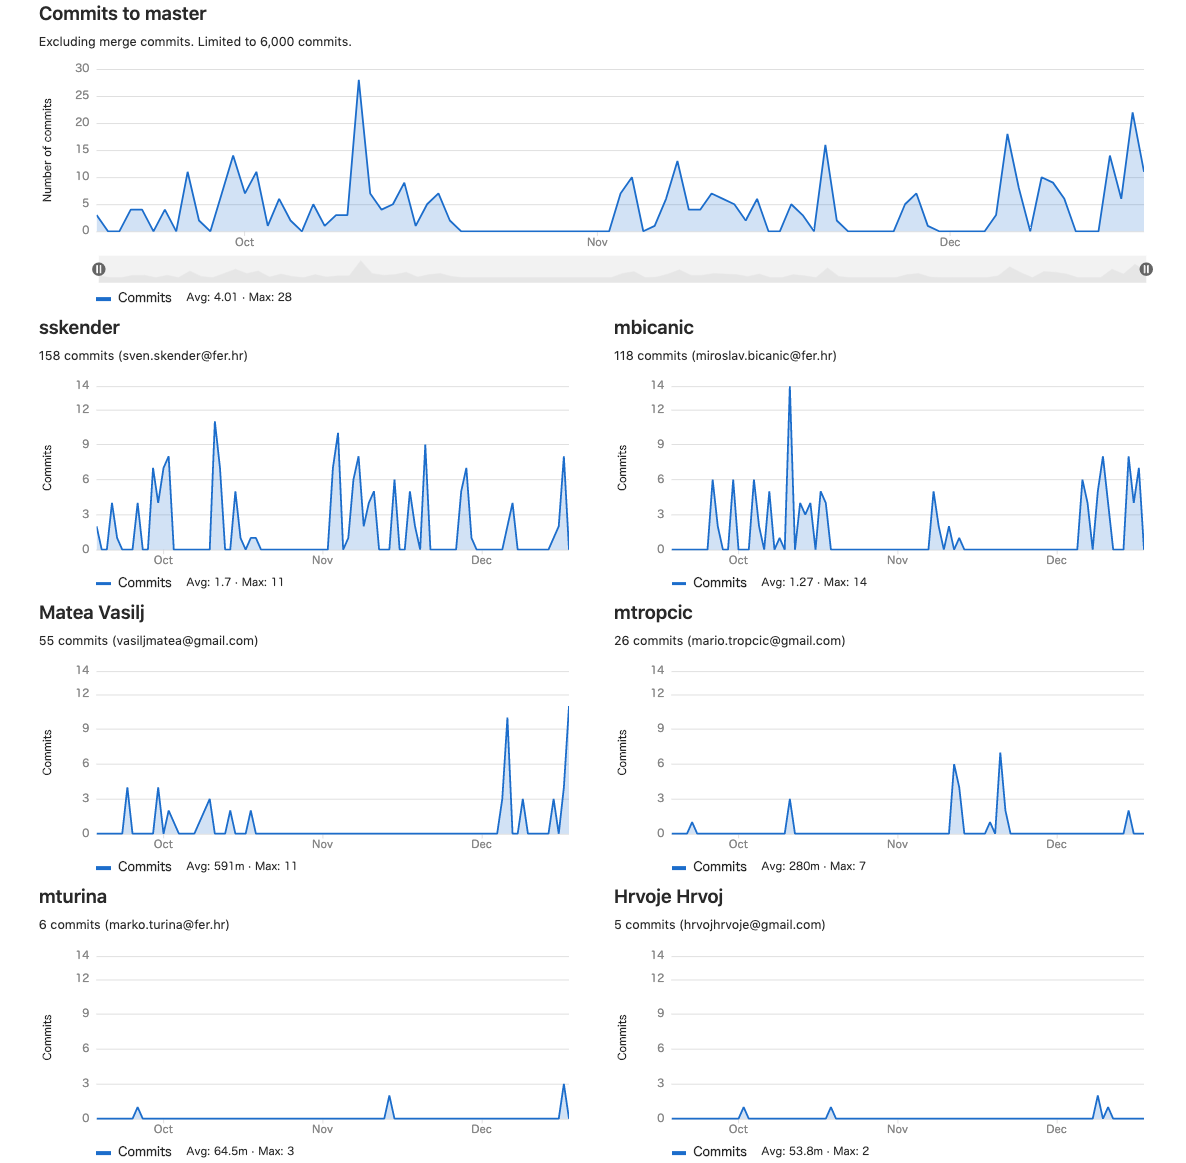 Commits to master
Excluding merge commits. Limited to 6,000 commits.
Number of commits
30
25
20
15
10
5
0
Oct Nov Dec
Commits Avg: 4.01 · Max: 28
sskender
158 commits (sven.skender@fer.hr)
Commits
14
12
9
6
3
0
Oct Nov Dec
Commits Avg: 1.7 · Max: 11
mbicanic
118 commits (miroslav.bicanic@fer.hr)
Commits
14
12
9
6
3
0
Oct Nov Dec
Commits Avg: 1.27 · Max: 14
Matea Vasilj
55 commits (vasiljmatea@gmail.com)
Commits
14
12
9
6
3
0
Oct Nov Dec
Commits Avg: 591m · Max: 11
mtropcic
26 commits (mario.tropcic@gmail.com)
Commits
14
12
9
6
3
0
Oct Nov Dec
Commits Avg: 280m · Max: 7
mturina
6 commits (marko.turina@fer.hr)
Commits
14
12
9
6
3
0
Oct Nov Dec
Commits Avg: 64.5m · Max: 3
Hrvoje Hrvoj
5 commits (hrvojhrvoje@gmail.com)
Commits
14
12
9
6
3
0
Oct Nov Dec
Commits Avg: 53.8m · Max: 2